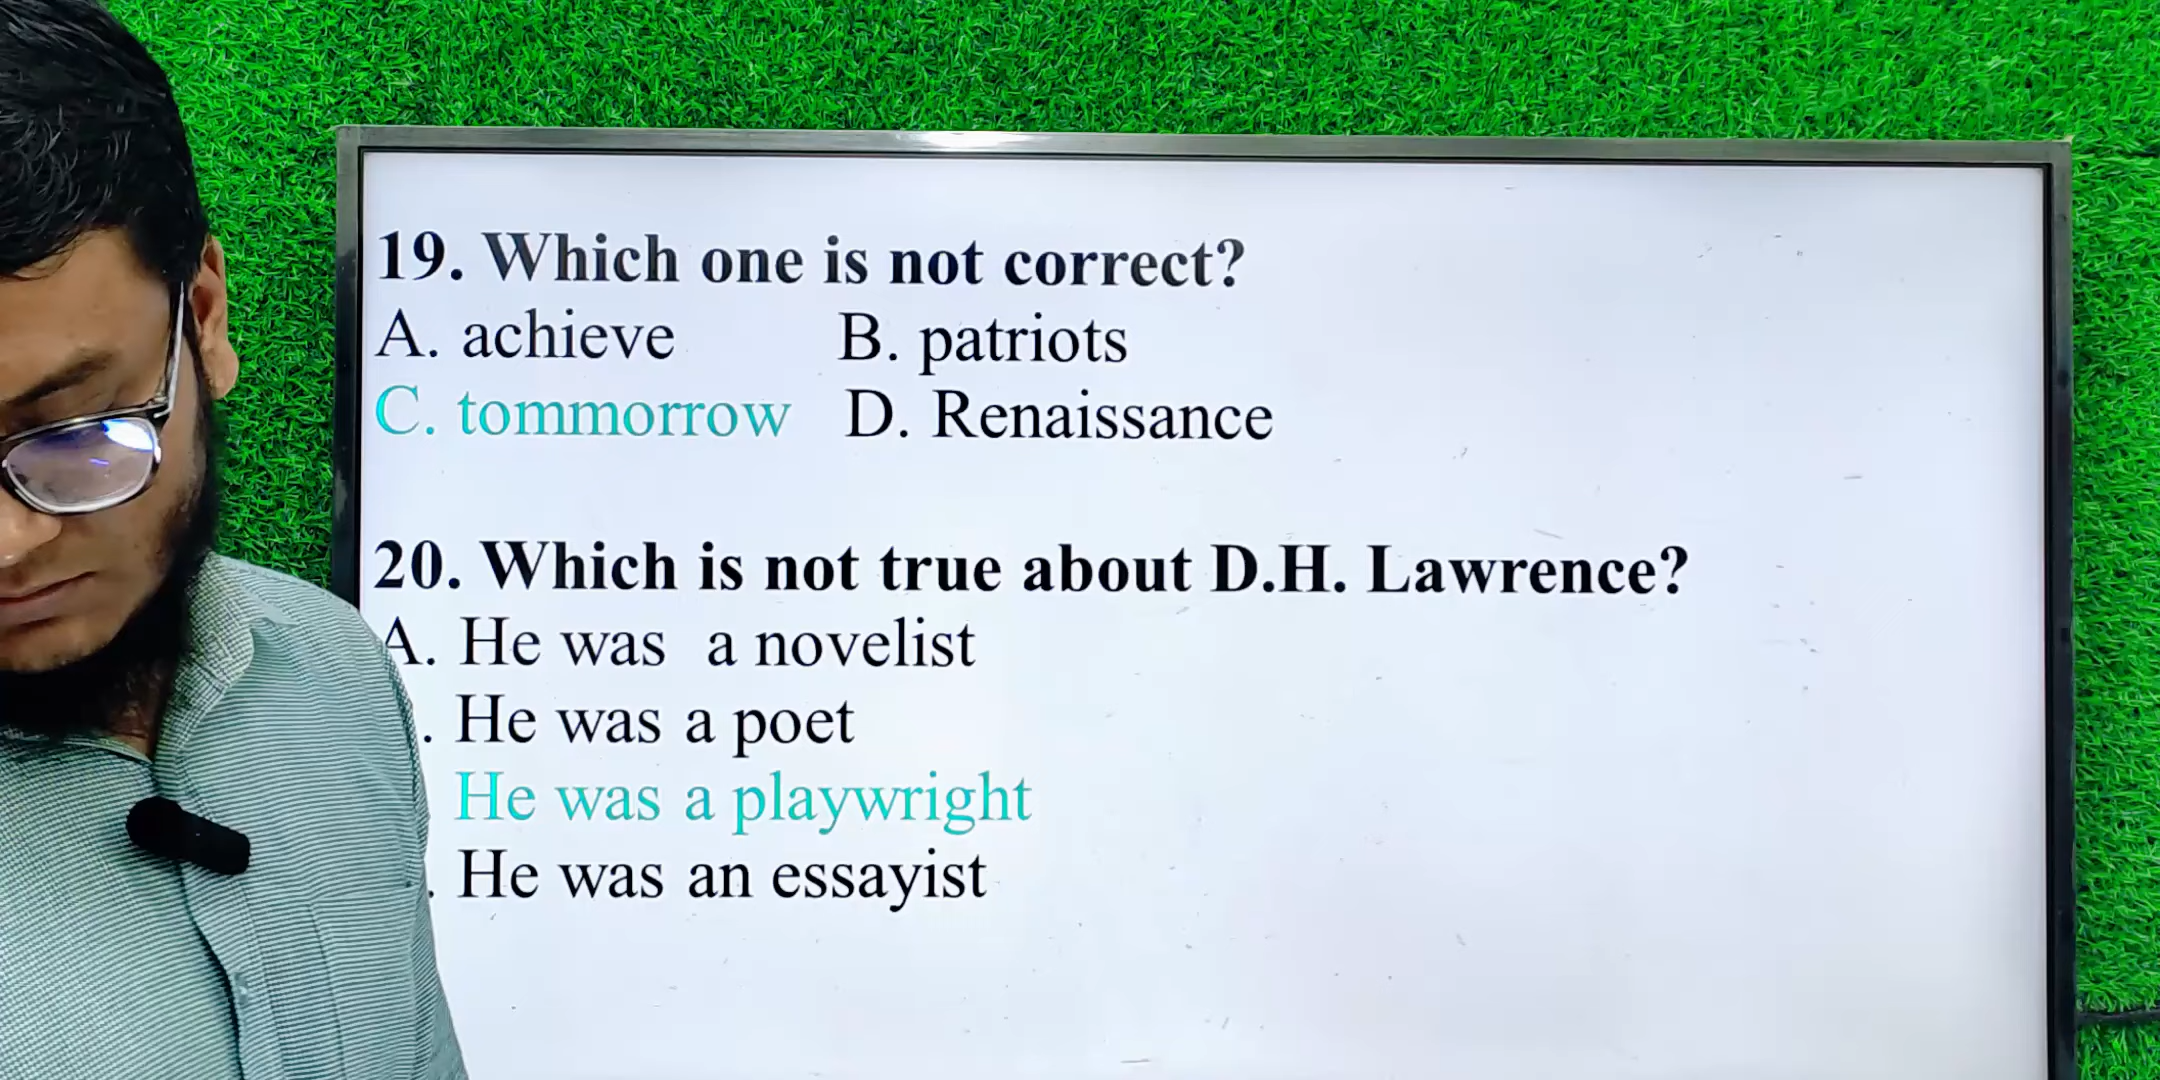 19. Which one is not correct?
A. achieve B. patriots
C. tommorrow D. Renaissance
20. Which is not true about D.H. Lawrence?
A. He was a novelist
. He was a poet
He was a playwright
. He was an essayist